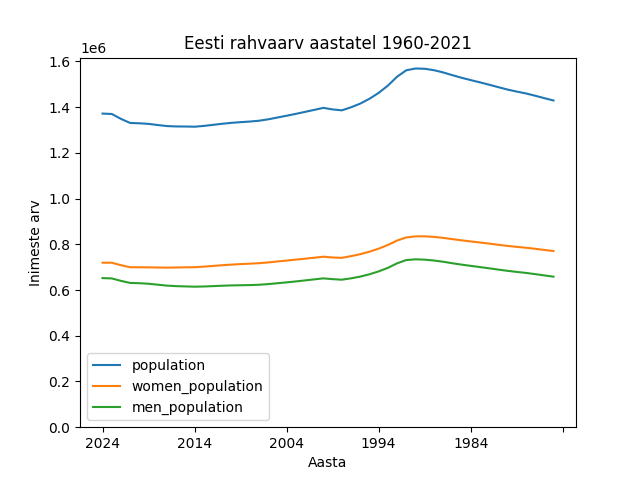 Eesti rahvaarv aastatel 1960-2021
1e6
1.6
1.4
1.2
1.0
0.8
0.6
0.4
0.2
0.0
Inimeste arv
population
women_population
men_population
2024 2014 2004 1994 1984
Aasta